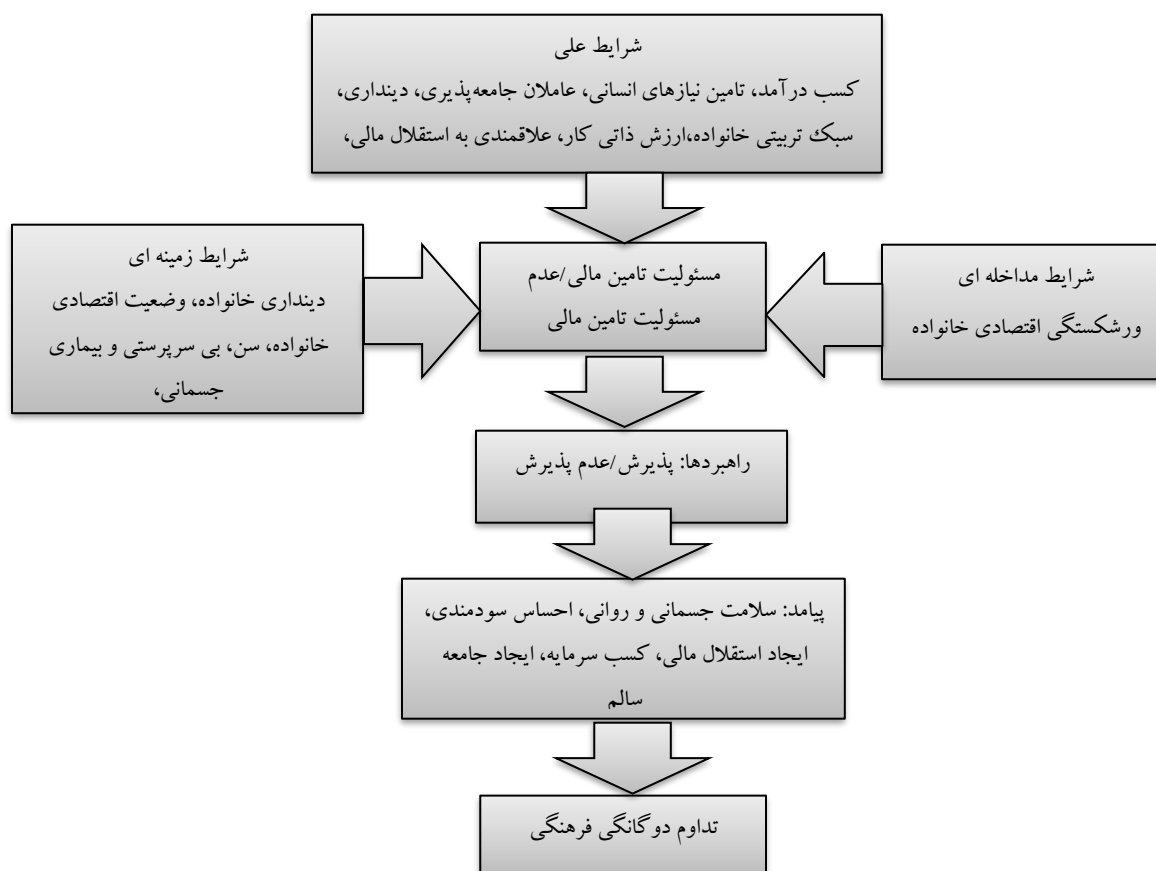 شرایط علی
کسب درآمد، تامین نیازهای انسانی، عاملان جامعه‌پذیری، دینداری،
سبک تربیتی خانواده،ارزش ذاتی کار، علاقمندی به استقلال مالی،
شرایط مداخله ای
ورشکستگی اقتصادی خانواده
مسئولیت تامین مالی/عدم
مسئولیت تامین مالی
شرایط زمینه ای
دینداری خانواده، وضعیت اقتصادی
خانواده، سن، بی سرپرستی و بیماری
جسمانی،
راهبردها: پذیرش/عدم پذیرش
پیامد: سلامت جسمانی و روانی، احساس سودمندی،
ایجاد استقلال مالی، کسب سرمایه، ایجاد جامعه
سالم
تداوم دوگانگی فرهنگی